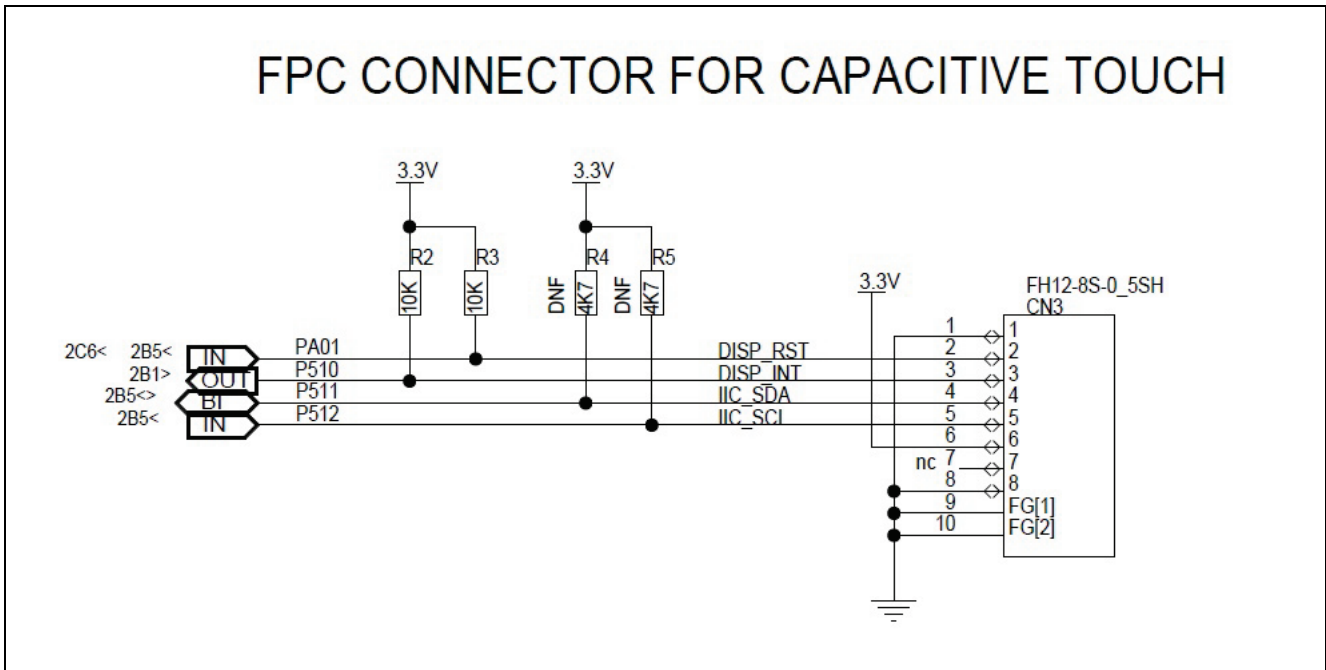 FPC CONNECTOR FOR CAPACITIVE TOUCH
3.3V 3.3V
R2 R3 R4 R5
10K 10K DNF 4K7 DNF 4K7
3.3V
FH12-8S-0_5SH
CN3
1 1
2C6< 2B5< IN PA01 DISP_RST 2 2
2B1> OUT P510 DISP_INT 3 3
2B5<> BI P511 IIC_SDA 4 4
2B5< IN P512 IIC_SCL 5 5
6 6
nc 7 7
8 8
9 FG[1]
10 FG[2]